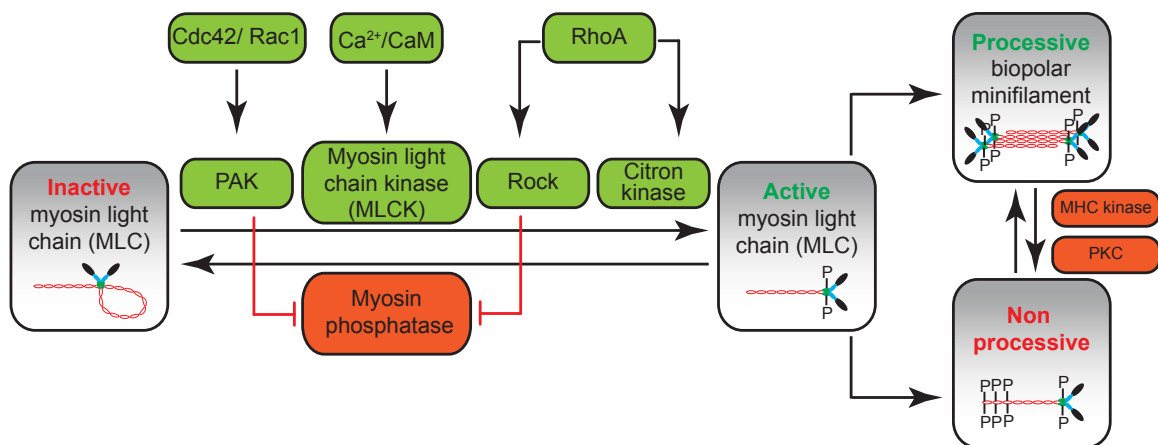 Cdc42/ Rac1
Ca²⁺/CaM
RhoA
Processive
biopolar
minifilament
P
P
P
P
P
P
P
P
Inactive
myosin light
chain (MLC)
PAK
Myosin light
chain kinase
(MLCK)
Rock
Citron
kinase
Active
myosin light
chain (MLC)
P
P
MHC kinase
PKC
Myosin
phosphatase
Non
processive
PPP
P
PPP
P